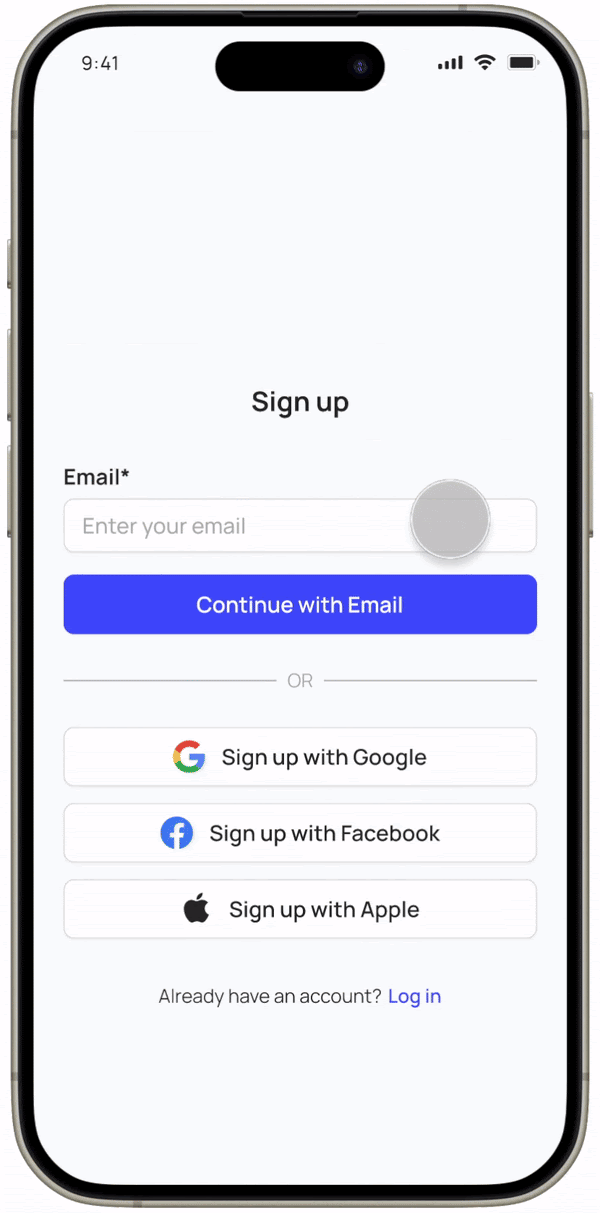 9:41
Sign up
Email*
Enter your email
Continue with Email
OR
Sign up with Google
Sign up with Facebook
Sign up with Apple
Already have an account? Log in